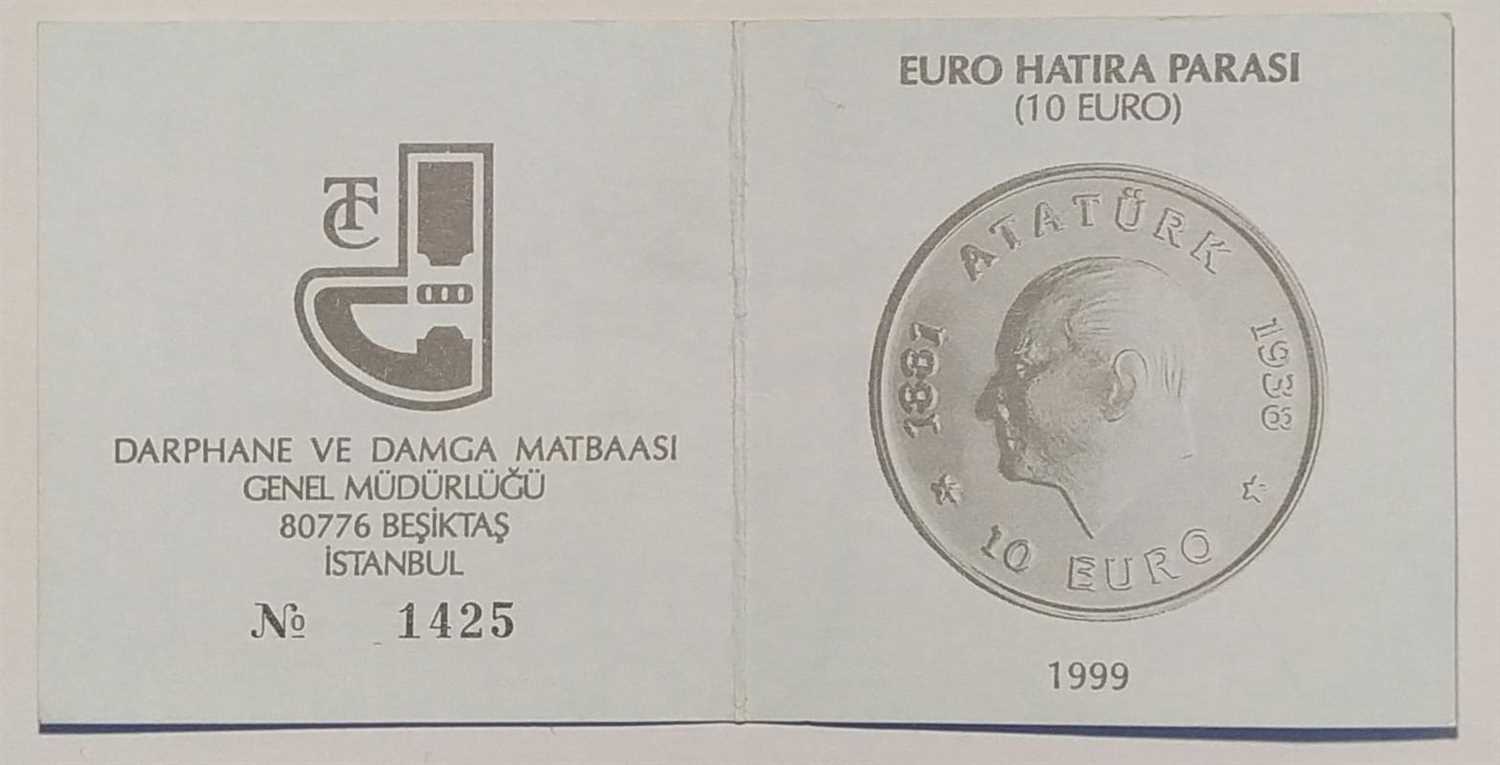 TC
DARPHANE VE DAMGA MATBAASI
GENEL MÜDÜRLÜĞÜ
80776 BEŞİKTAŞ
İSTANBUL
№ 1425
EURO HATIRA PARASI
(10 EURO)
ATATÜRK
1881
1938
10 EURO
1999